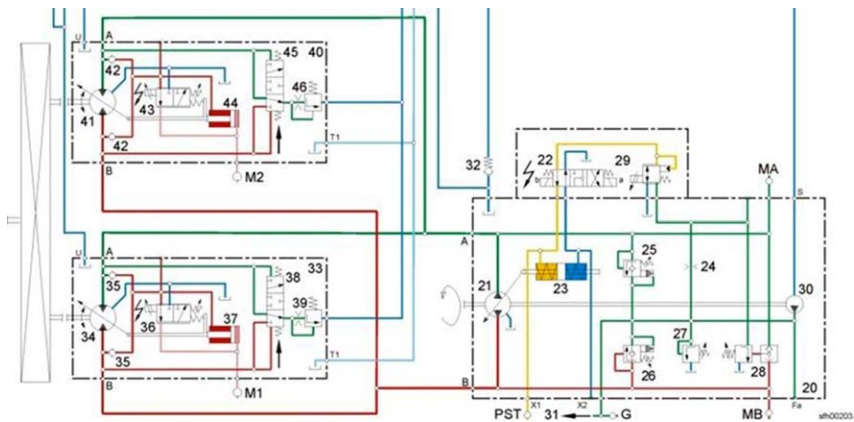 U A 45 40
42
46
43 44
41
42
T1
B M2
U A 38 33
35
39
36 37
34
35
T1
B M1
32
22 29 MA
b a
S
A
25
21 24 30
23
27
26 28
B 20
PST X1 31 X2 G MB Fa
sfh00203